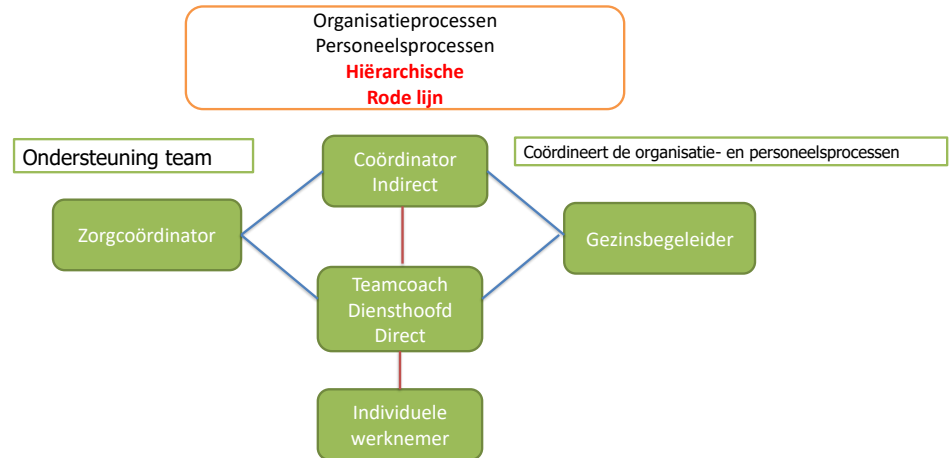 Organisatieprocessen
Personeelsprocessen
Hiërarchische
Rode lijn
Ondersteuning team
Coördinator
Indirect
Coördineert de organisatie- en personeelsprocessen
Zorgcoördinator
Gezinsbegeleider
Teamcoach
Diensthoofd
Direct
Individuele
werknemer